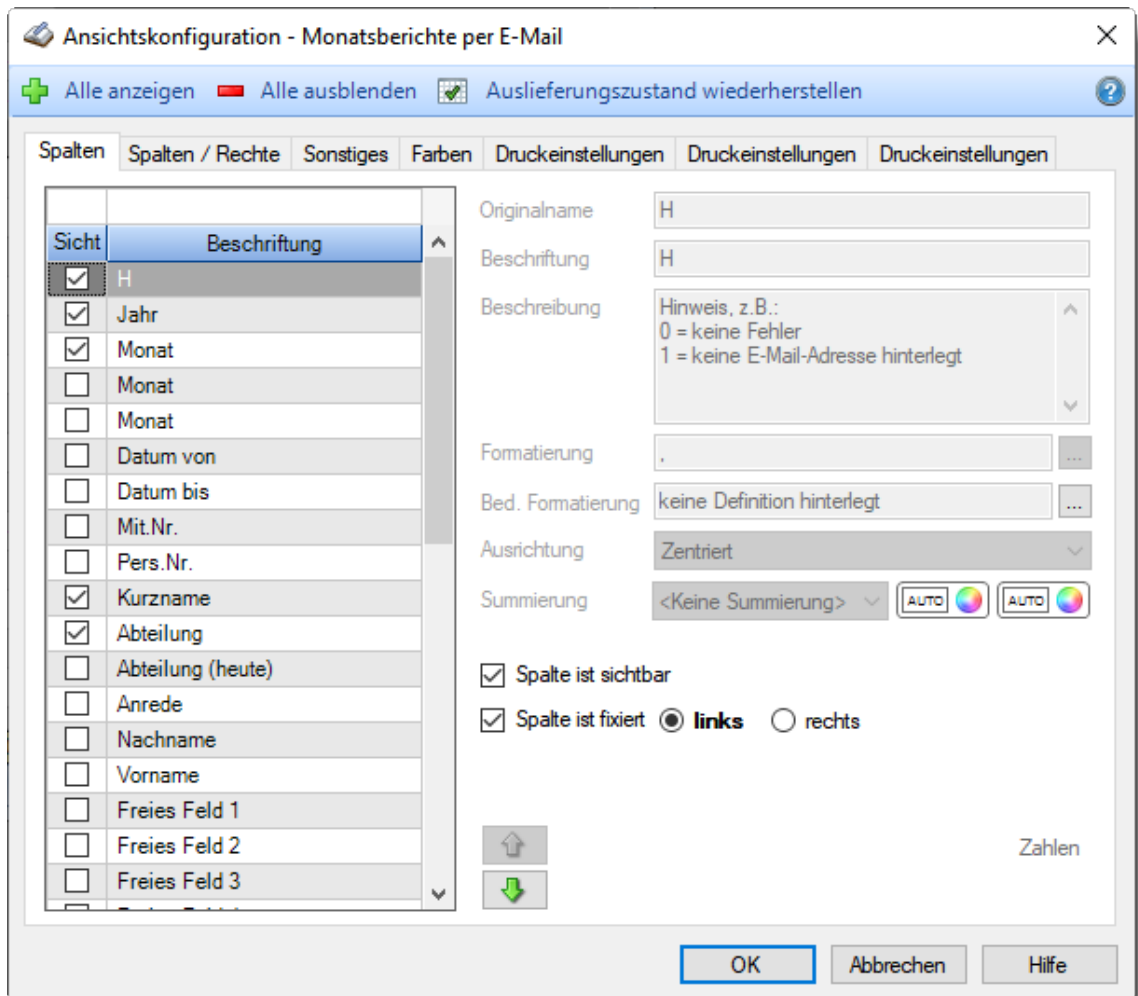 Ansichtskonfiguration - Monatsberichte per E-Mail
Alle anzeigen Alle ausblenden Auslieferungszustand wiederherstellen
Spalten Spalten / Rechte Sonstiges Farben Druckeinstellungen Druckeinstellungen Druckeinstellungen
Sicht Beschriftung
H
Jahr
Monat
Monat
Monat
Datum von
Datum bis
Mit.Nr.
Pers.Nr.
Kurzname
Abteilung
Abteilung (heute)
Anrede
Nachname
Vorname
Freies Feld 1
Freies Feld 2
Freies Feld 3
Originalname H
Beschriftung H
Beschreibung Hinweis, z.B.:
0 = keine Fehler
1 = keine E-Mail-Adresse hinterlegt
Formatierung , ...
Bed. Formatierung keine Definition hinterlegt ...
Ausrichtung Zentriert
Summierung <Keine Summierung> AUTO AUTO
Spalte ist sichtbar
Spalte ist fixiert links rechts
Zahlen
OK Abbrechen Hilfe